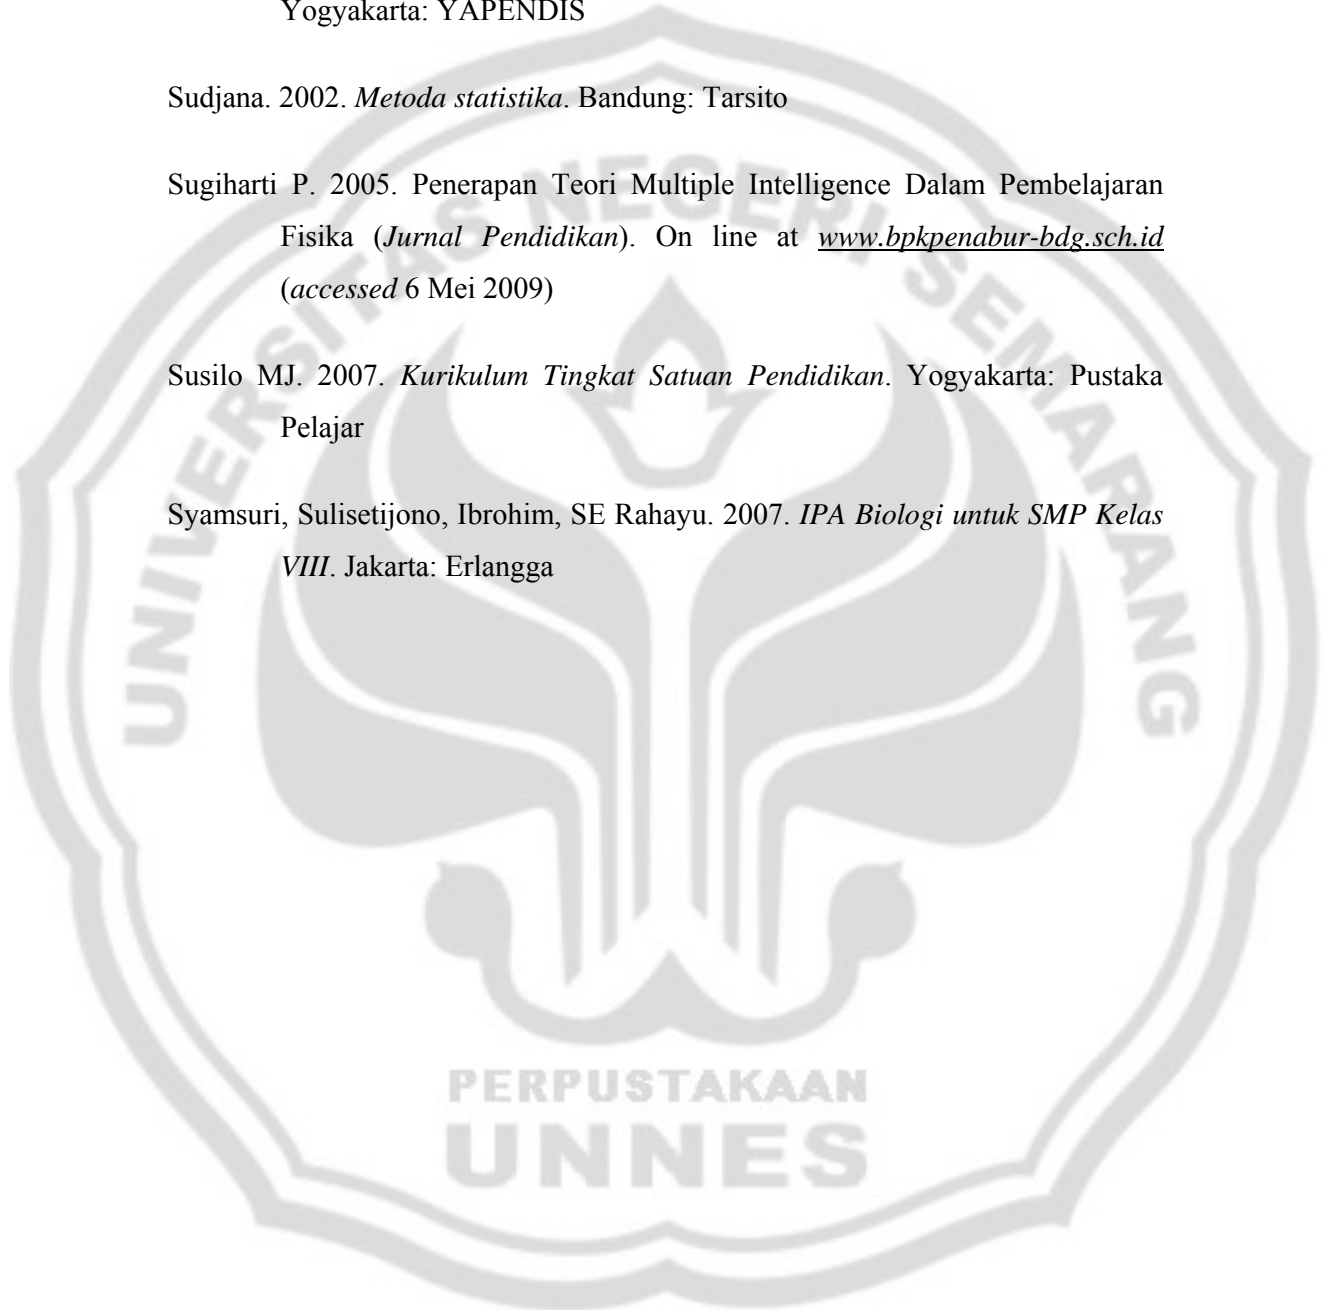 Yogyakarta: YAPENDIS
Sudjana. 2002. Metoda statistika. Bandung: Tarsito
Sugiharti P. 2005. Penerapan Teori Multiple Intelligence Dalam Pembelajaran
Fisika (Jurnal Pendidikan). On line at www.bpkpenabur-bdg.sch.id
(accessed 6 Mei 2009)
Susilo MJ. 2007. Kurikulum Tingkat Satuan Pendidikan. Yogyakarta: Pustaka
Pelajar
Syamsuri, Sulisetijono, Ibrohim, SE Rahayu. 2007. IPA Biologi untuk SMP Kelas
VIII. Jakarta: Erlangga
UNIVERSITAS NEGERI SEMARANG
PERPUSTAKAAN
UNNES